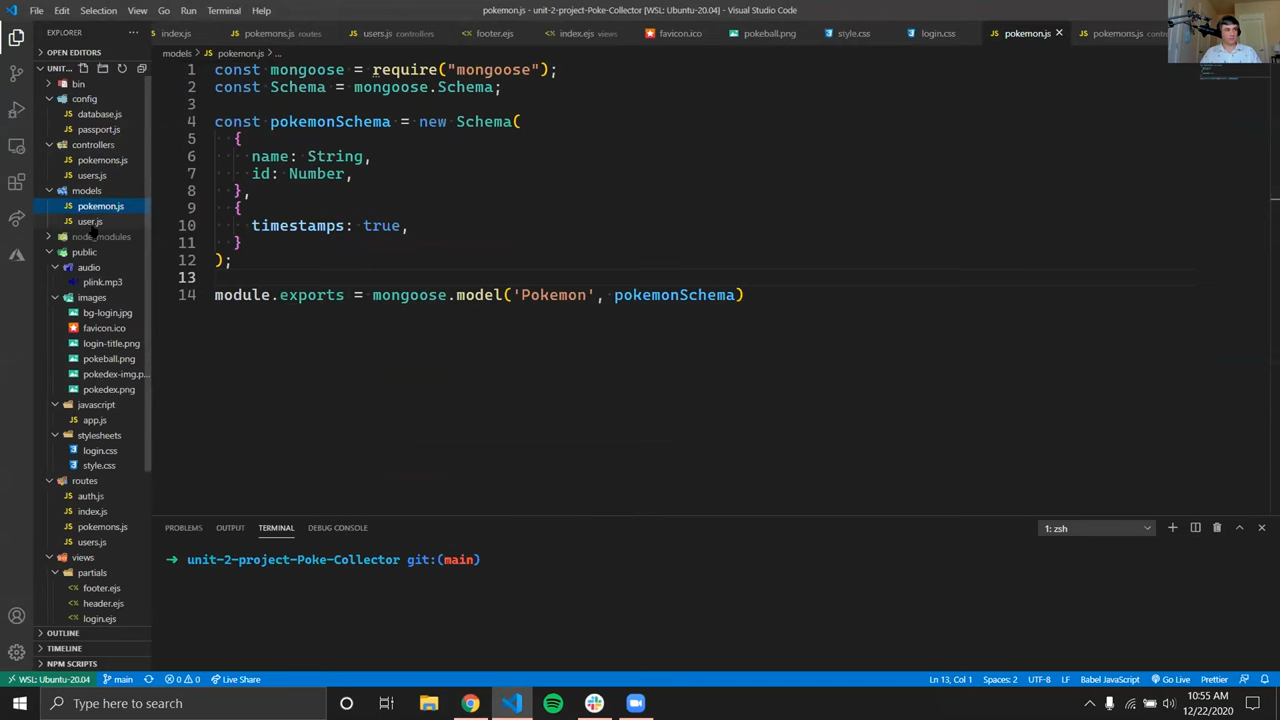 File Edit Selection View Go Run Terminal Help
pokemon.js - unit-2-project-Poke-Collector [WSL: Ubuntu-20.04] - Visual Studio Code
EXPLORER
index.js
pokemons.js routes
users.js controllers
footer.ejs
index.ejs views
favicon.ico
pokeball.png
style.css
login.css
pokemon.js
pokemons.js cont
OPEN EDITORS
UNIT...
bin
config
database.js
passport.js
controllers
pokemons.js
users.js
models
pokemon.js
user.js
node_modules
public
audio
plink.mp3
images
bg-login.jpg
favicon.ico
login-title.png
pokeball.png
pokedex-img.p...
pokedex.png
javascript
app.js
stylesheets
login.css
style.css
routes
auth.js
index.js
pokemons.js
users.js
views
partials
footer.ejs
header.ejs
login.ejs
OUTLINE
TIMELINE
NPM SCRIPTS
models > JS pokemon.js > ...
1 const mongoose = require("mongoose");
2 const Schema = mongoose.Schema;
3
4 const pokemonSchema = new Schema(
5 {
6 name: String,
7 id: Number,
8 },
9 {
10 timestamps: true,
11 }
12 );
13
14 module.exports = mongoose.model('Pokemon', pokemonSchema)
PROBLEMS OUTPUT TERMINAL DEBUG CONSOLE
1: zsh
→ unit-2-project-Poke-Collector git:(main)
WSL: Ubuntu-20.04 main 0 0 Live Share
Ln 13, Col 1 Spaces: 2 UTF-8 LF Babel JavaScript Go Live Prettier
Type here to search
10:55 AM
12/22/2020